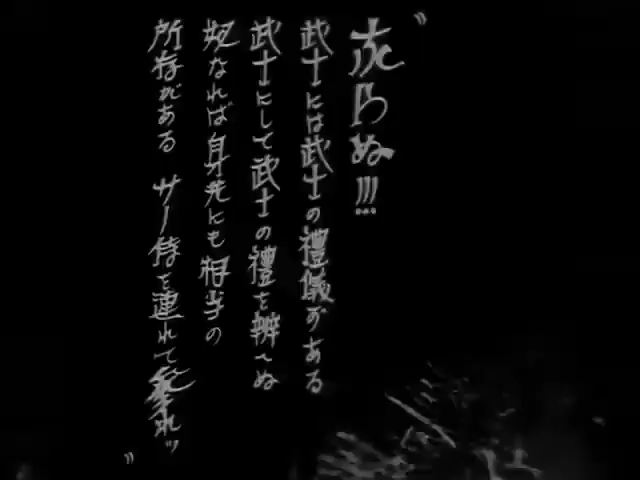 〝成らぬ!!!
武士には武士の禮儀がある
武士にして武士の禮を辨へぬ
奴なれば身共にも相当の
所存がある サー侍を連れて来れッ〟